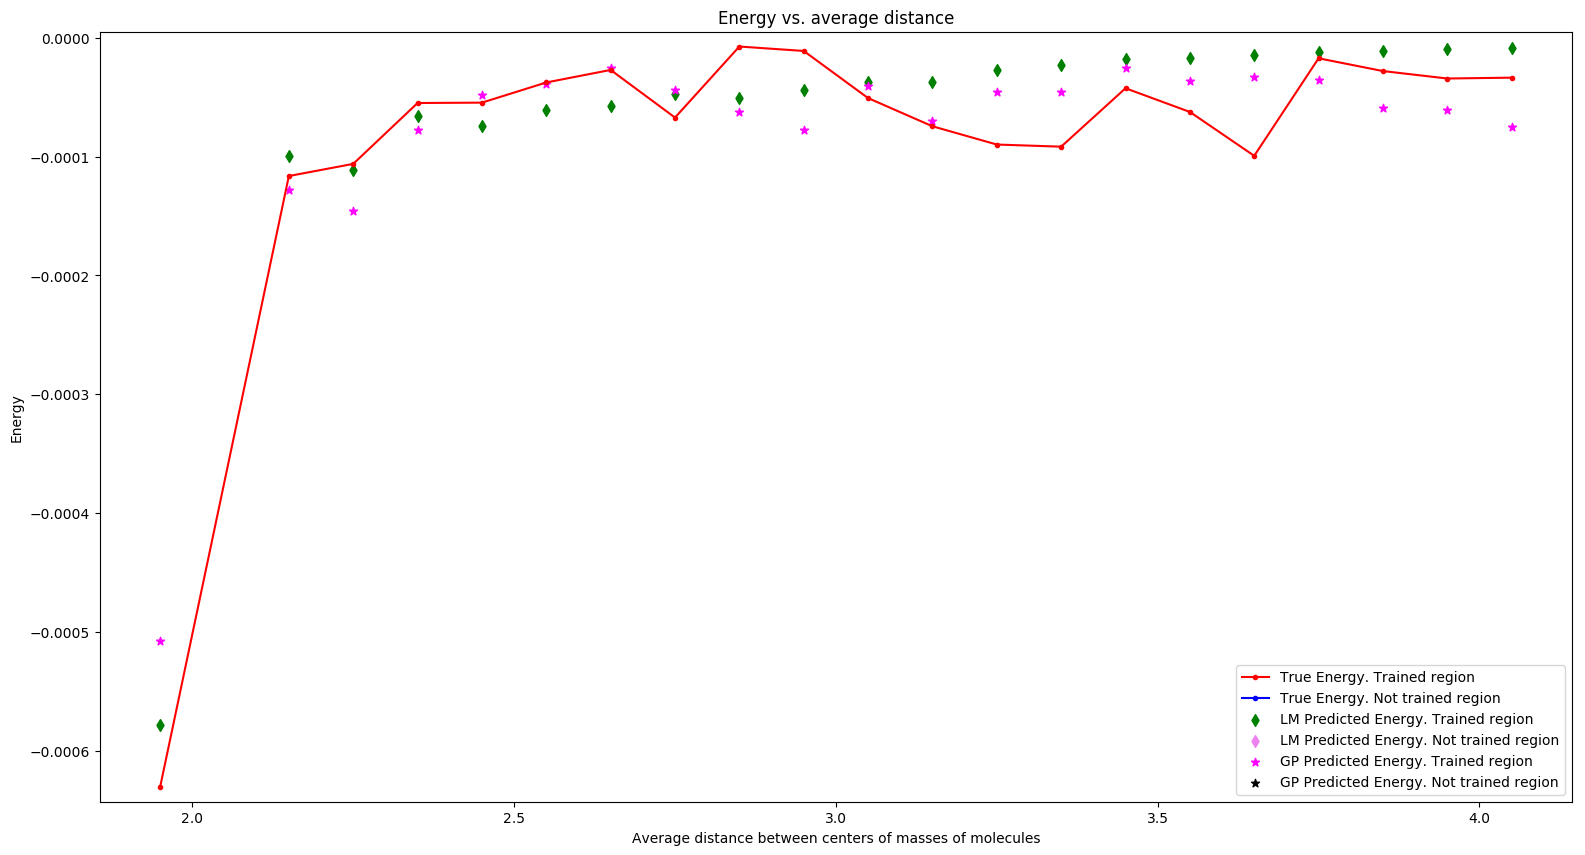 Energy vs. average distance
0.0000
−0.0001
−0.0002
−0.0003
−0.0004
−0.0005
−0.0006
Energy
2.0
2.5
3.0
3.5
4.0
Average distance between centers of masses of molecules
True Energy. Trained region
True Energy. Not trained region
LM Predicted Energy. Trained region
LM Predicted Energy. Not trained region
GP Predicted Energy. Trained region
GP Predicted Energy. Not trained region